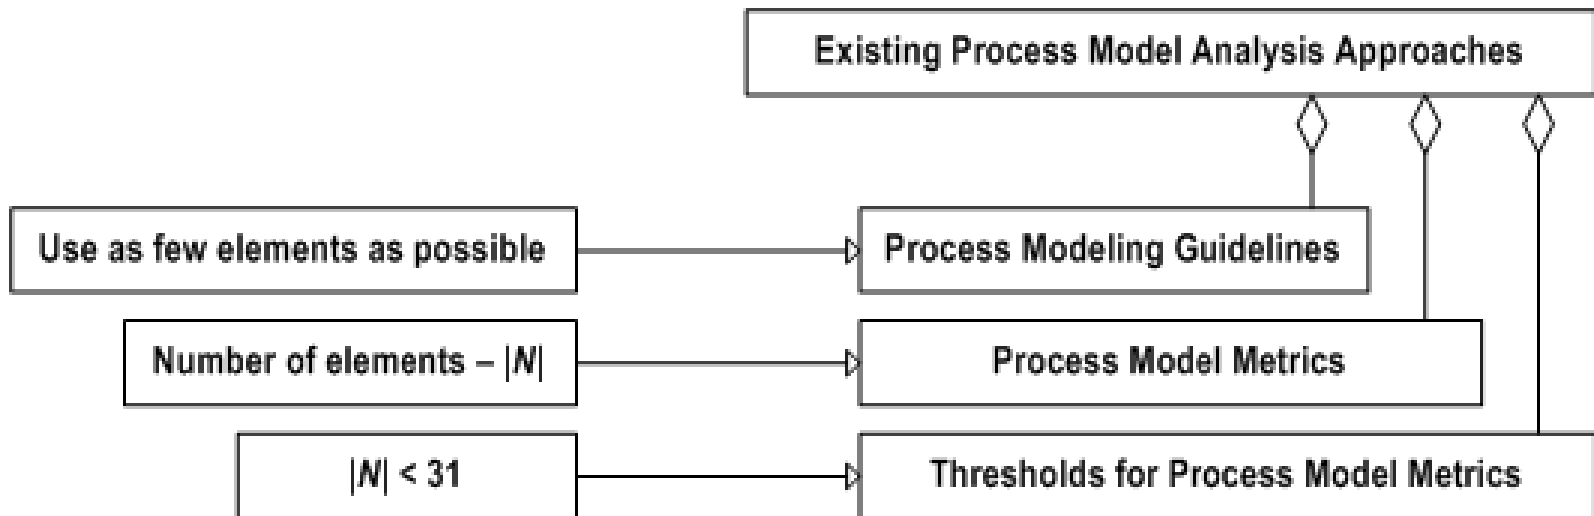 Existing Process Model Analysis Approaches
Use as few elements as possible
Process Modeling Guidelines
Number of elements – |N|
Process Model Metrics
|N| < 31
Thresholds for Process Model Metrics